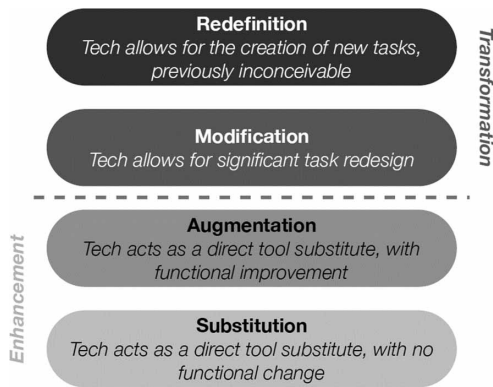 Redefinition
Tech allows for the creation of new tasks,
previously inconceivable
Transformation
Modification
Tech allows for significant task redesign
Augmentation
Tech acts as a direct tool substitute, with
functional improvement
Enhancement
Substitution
Tech acts as a direct tool substitute, with no
functional change